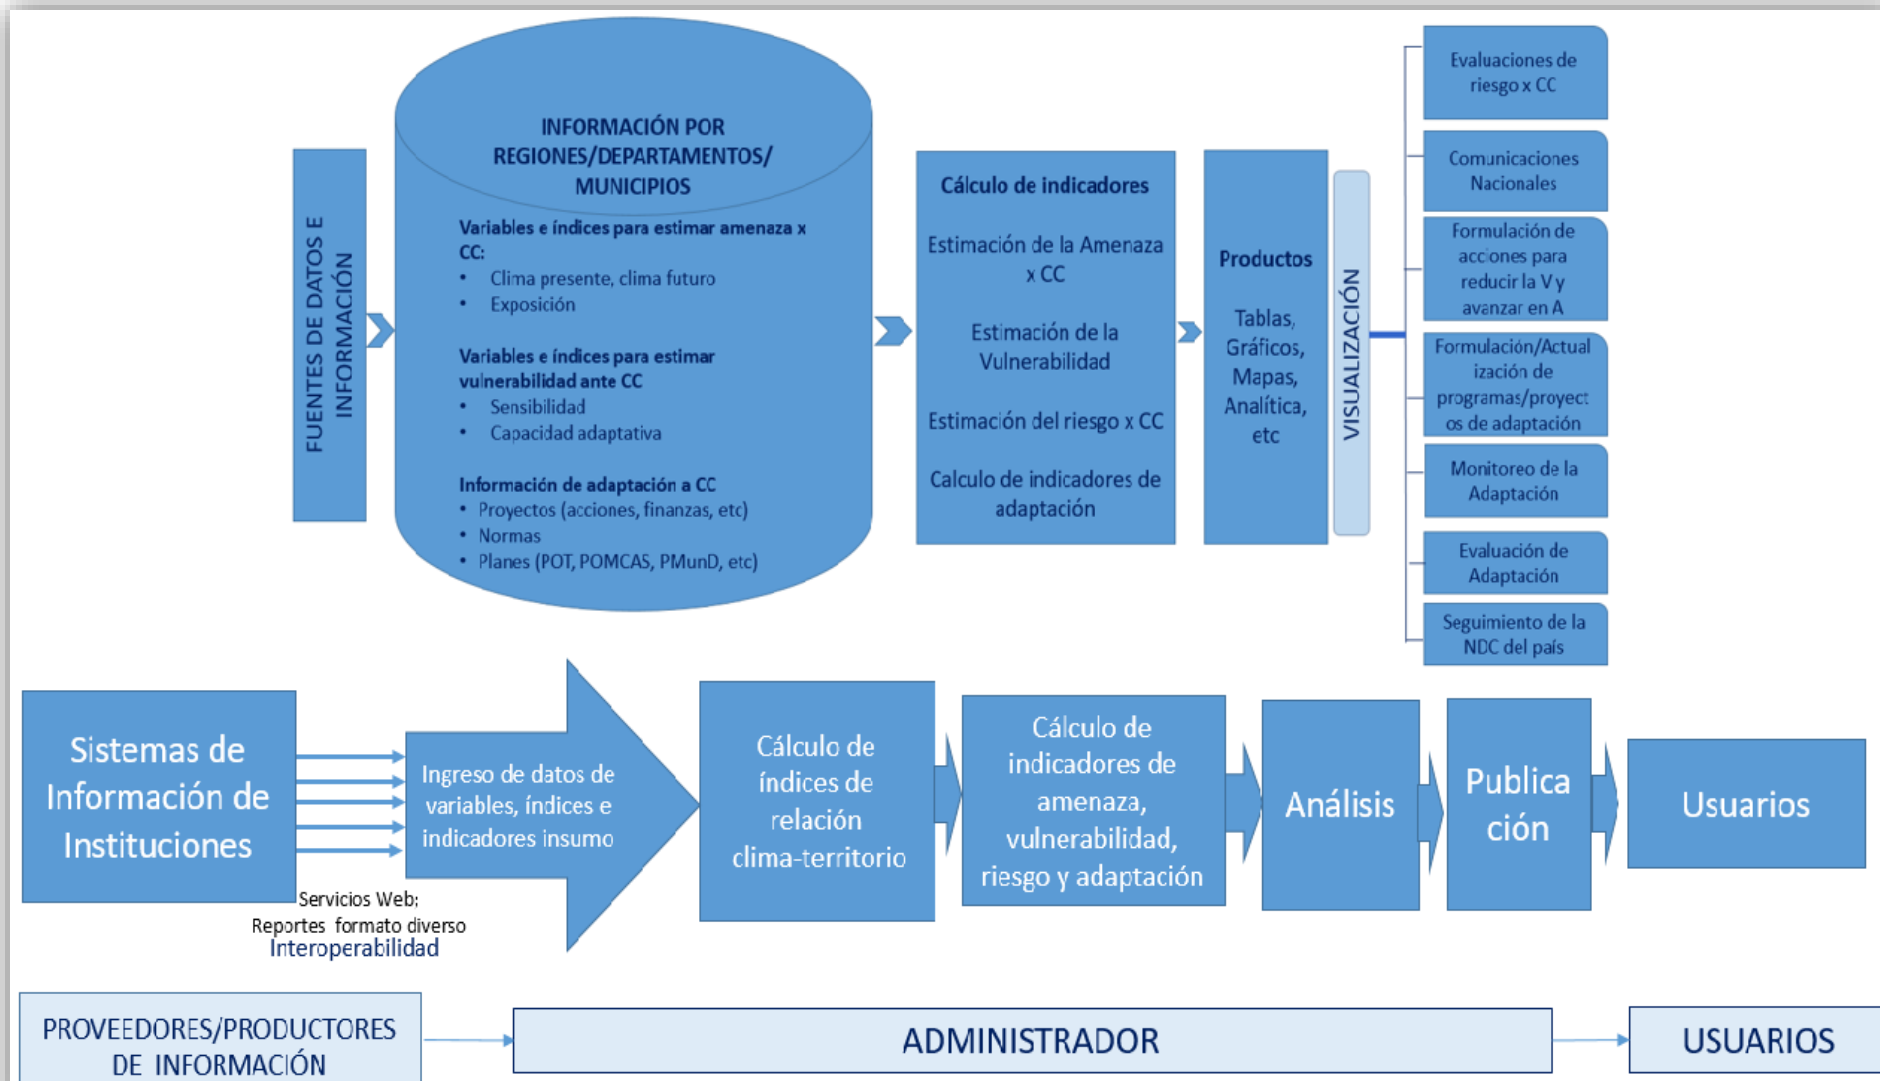 FUENTES DE DATOS E
INFORMACIÓN
INFORMACIÓN POR
REGIONES/DEPARTAMENTOS/
MUNICIPIOS
Variables e índices para estimar amenaza x
CC:
• Clima presente, clima futuro
• Exposición
Variables e índices para estimar
vulnerabilidad ante CC
• Sensibilidad
• Capacidad adaptativa
Información de adaptación a CC
• Proyectos (acciones, finanzas, etc)
• Normas
• Planes (POT, POMCAS, PMunD, etc)
Cálculo de indicadores
Estimación de la Amenaza
x CC
Estimación de la
Vulnerabilidad
Estimación del riesgo x CC
Calculo de indicadores de
adaptación
Productos
Tablas,
Gráficos,
Mapas,
Analítica,
etc
VISUALIZACIÓN
Evaluaciones de
riesgo x CC
Comunicaciones
Nacionales
Formulación de
acciones para
reducir la V y
avanzar en A
Formulación/Actual
ización de
programas/proyect
os de adaptación
Monitoreo de la
Adaptación
Evaluación de
Adaptación
Seguimiento de la
NDC del país
Sistemas de
Información de
Instituciones
Servicios Web;
Reportes formato diverso
Interoperabilidad
Ingreso de datos de
variables, índices e
indicadores insumo
Cálculo de
índices de
relación
clima-territorio
Cálculo de
indicadores de
amenaza,
vulnerabilidad,
riesgo y adaptación
Análisis
Publica
ción
Usuarios
PROVEEDORES/PRODUCTORES
DE INFORMACIÓN
ADMINISTRADOR
USUARIOS